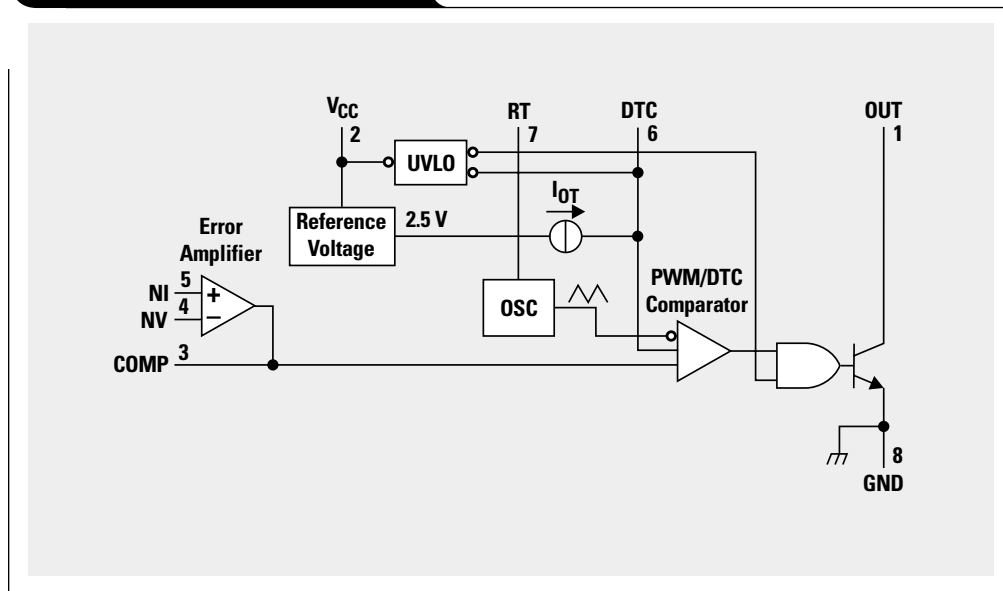 VCC
2
RT
7
DTC
6
OUT
1
UVLO
IOT
Reference
Voltage
2.5 V
Error
Amplifier
NI
5
+
NV
4
−
COMP
3
OSC
PWM/DTC
Comparator
8
GND